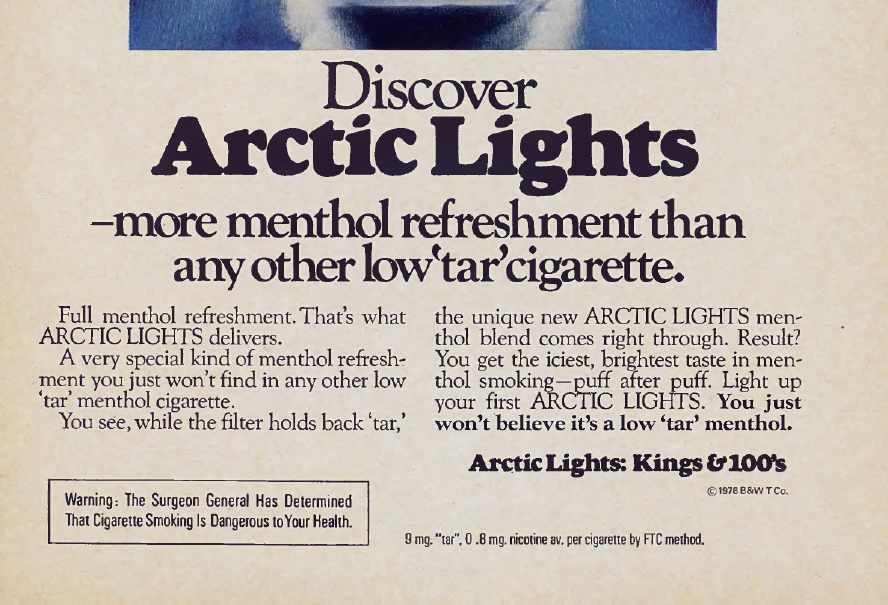 Discover
Arctic Lights
–more menthol refreshment than
any other low 'tar' cigarette.
Full menthol refreshment. That's what
ARCTIC LIGHTS delivers.
A very special kind of menthol refresh-
ment you just won't find in any other low
'tar' menthol cigarette.
You see, while the filter holds back 'tar,'
the unique new ARCTIC LIGHTS men-
thol blend comes right through. Result?
You get the iciest, brightest taste in men-
thol smoking—puff after puff. Light up
your first ARCTIC LIGHTS. You just
won't believe it's a low 'tar' menthol.
Arctic Lights: Kings & 100's
© 1978 B&W T Co.
Warning: The Surgeon General Has Determined
That Cigarette Smoking Is Dangerous to Your Health.
9 mg. "tar", 0.8 mg. nicotine av. per cigarette by FTC method.